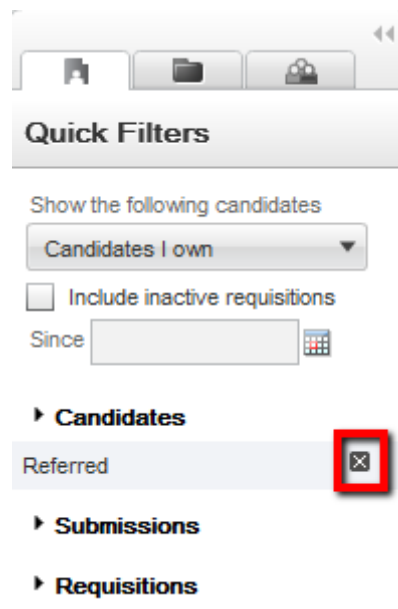 Quick Filters
Show the following candidates
Candidates I own
Include inactive requisitions
Since
Candidates
Referred
Submissions
Requisitions